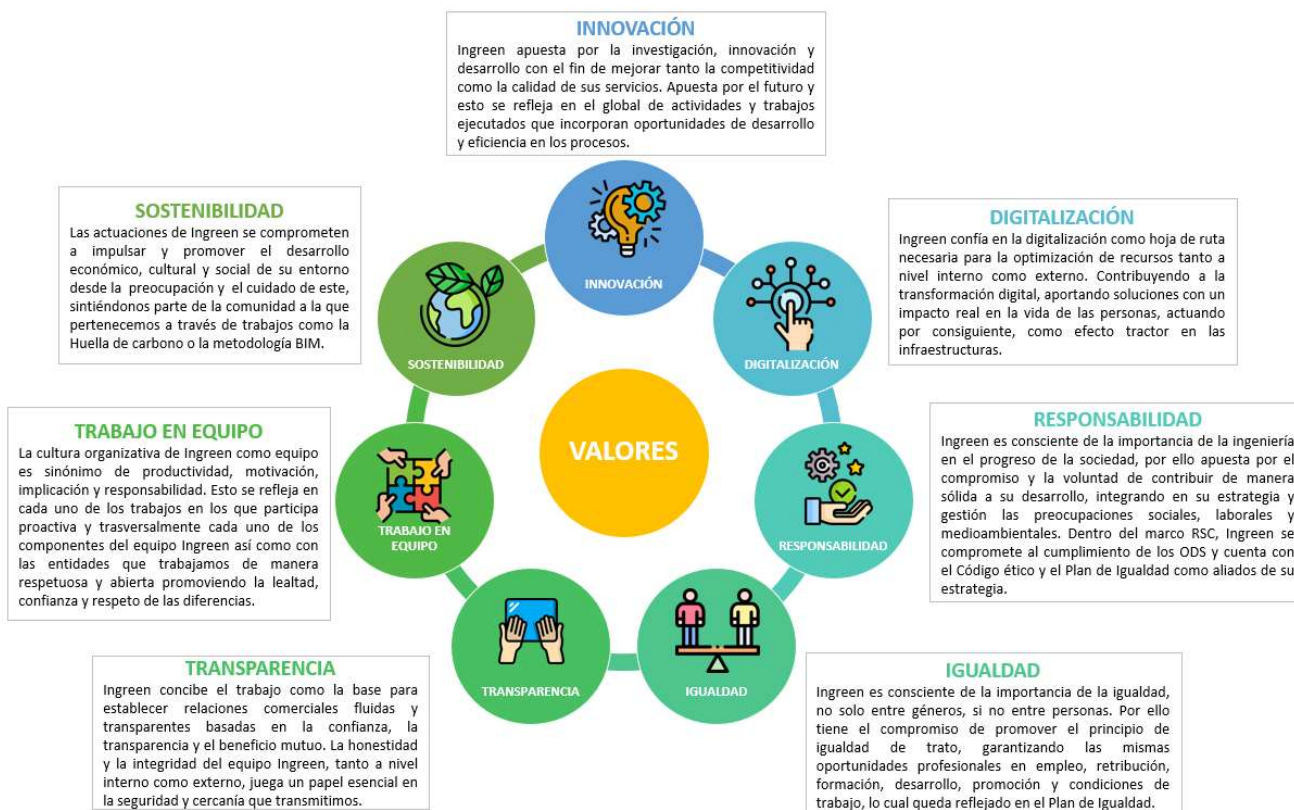 INNOVACIÓN
Ingreen apuesta por la investigación, innovación y
desarrollo con el fin de mejorar tanto la competitividad
como la calidad de sus servicios. Apuesta por el futuro y
esto se refleja en el global de actividades y trabajos
ejecutados que incorporan oportunidades de desarrollo
y eficiencia en los procesos.
SOSTENIBILIDAD
Las actuaciones de Ingreen se comprometen
a impulsar y promover el desarrollo
económico, cultural y social de su entorno
desde la preocupación y el cuidado de este,
sintiéndonos parte de la comunidad a la que
pertenecemos a través de trabajos como la
Huella de carbono o la metodología BIM.
DIGITALIZACIÓN
Ingreen confía en la digitalización como hoja de ruta
necesaria para la optimización de recursos tanto a
nivel interno como externo. Contribuyendo a la
transformación digital, aportando soluciones con un
impacto real en la vida de las personas, actuando
por consiguiente, como efecto tractor en las
infraestructuras.
INNOVACIÓN
SOSTENIBILIDAD
DIGITALIZACIÓN
VALORES
TRABAJO EN EQUIPO
La cultura organizativa de Ingreen como equipo
es sinónimo de productividad, motivación,
implicación y responsabilidad. Esto se refleja en
cada uno de los trabajos en los que participa
proactiva y trasversalmente cada uno de los
componentes del equipo Ingreen así como con
las entidades que trabajamos de manera
respetuosa y abierta promoviendo la lealtad,
confianza y respeto de las diferencias.
RESPONSABILIDAD
Ingreen es consciente de la importancia de la ingeniería
en el progreso de la sociedad, por ello apuesta por el
compromiso y la voluntad de contribuir de manera
sólida a su desarrollo, integrando en su estrategia y
gestión las preocupaciones sociales, laborales y
medioambientales. Dentro del marco RSC, Ingreen se
compromete al cumplimiento de los ODS y cuenta con
el Código ético y el Plan de Igualdad como aliados de su
estrategia.
TRABAJO EN
EQUIPO
RESPONSABILIDAD
TRANSPARENCIA
IGUALDAD
TRANSPARENCIA
Ingreen concibe el trabajo como la base para
establecer relaciones comerciales fluidas y
transparentes basadas en la confianza, la
transparencia y el beneficio mutuo. La honestidad
y la integridad del equipo Ingreen, tanto a nivel
interno como externo, juega un papel esencial en
la seguridad y cercanía que transmitimos.
IGUALDAD
Ingreen es consciente de la importancia de la igualdad,
no solo entre géneros, si no entre personas. Por ello
tiene el compromiso de promover el principio de
igualdad de trato, garantizando las mismas
oportunidades profesionales en empleo, retribución,
formación, desarrollo, promoción y condiciones de
trabajo, lo cual queda reflejado en el Plan de Igualdad.